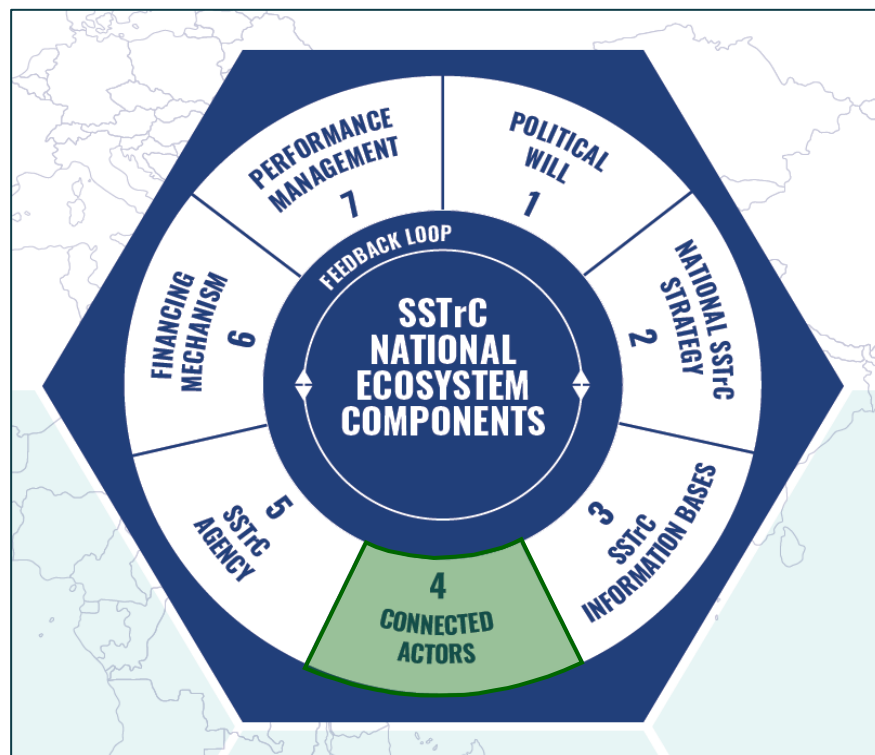 POLITICAL
WILL
1
NATIONAL SSTrC
STRATEGY
2
3
SSTrC
INFORMATION BASES
4
CONNECTED
ACTORS
5
SSTrC
AGENCY
FINANCING
MECHANISM
6
PERFORMANCE
MANAGEMENT
7
FEEDBACK LOOP
SSTrC
NATIONAL
ECOSYSTEM
COMPONENTS